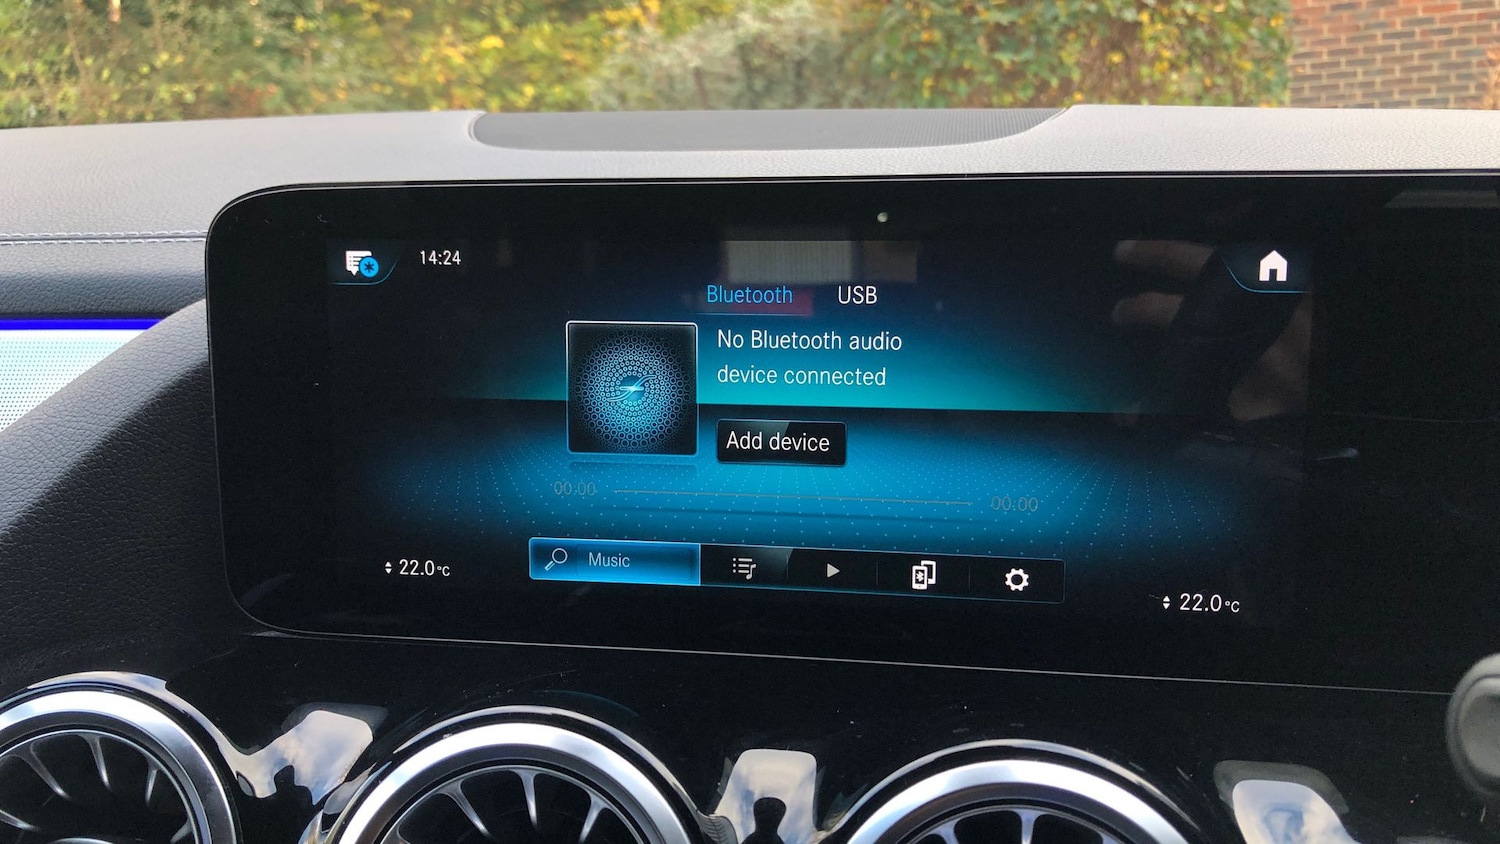 14:24
Bluetooth USB
No Bluetooth audio
device connected
Add device
00:00 00:00
Music
22.0°C
22.0°C